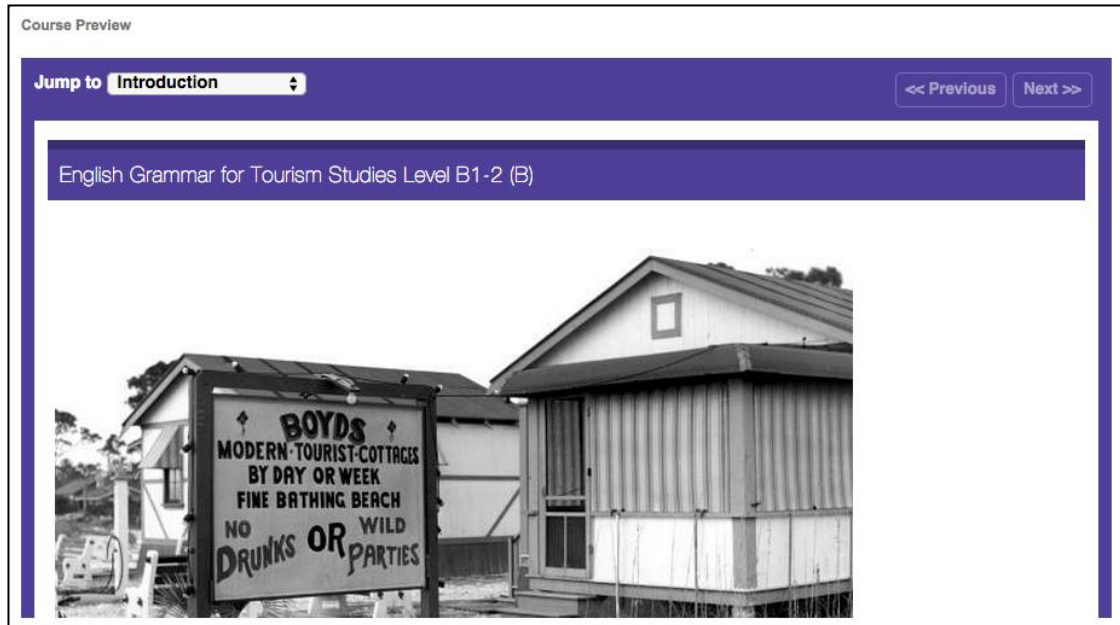 Course Preview
Jump to Introduction
<< Previous Next >>
English Grammar for Tourism Studies Level B1-2 (B)
BOYDS
MODERN·TOURIST·COTTAGES
BY DAY OR WEEK
FINE BATHING BEACH
NO DRUNKS OR WILD PARTIES